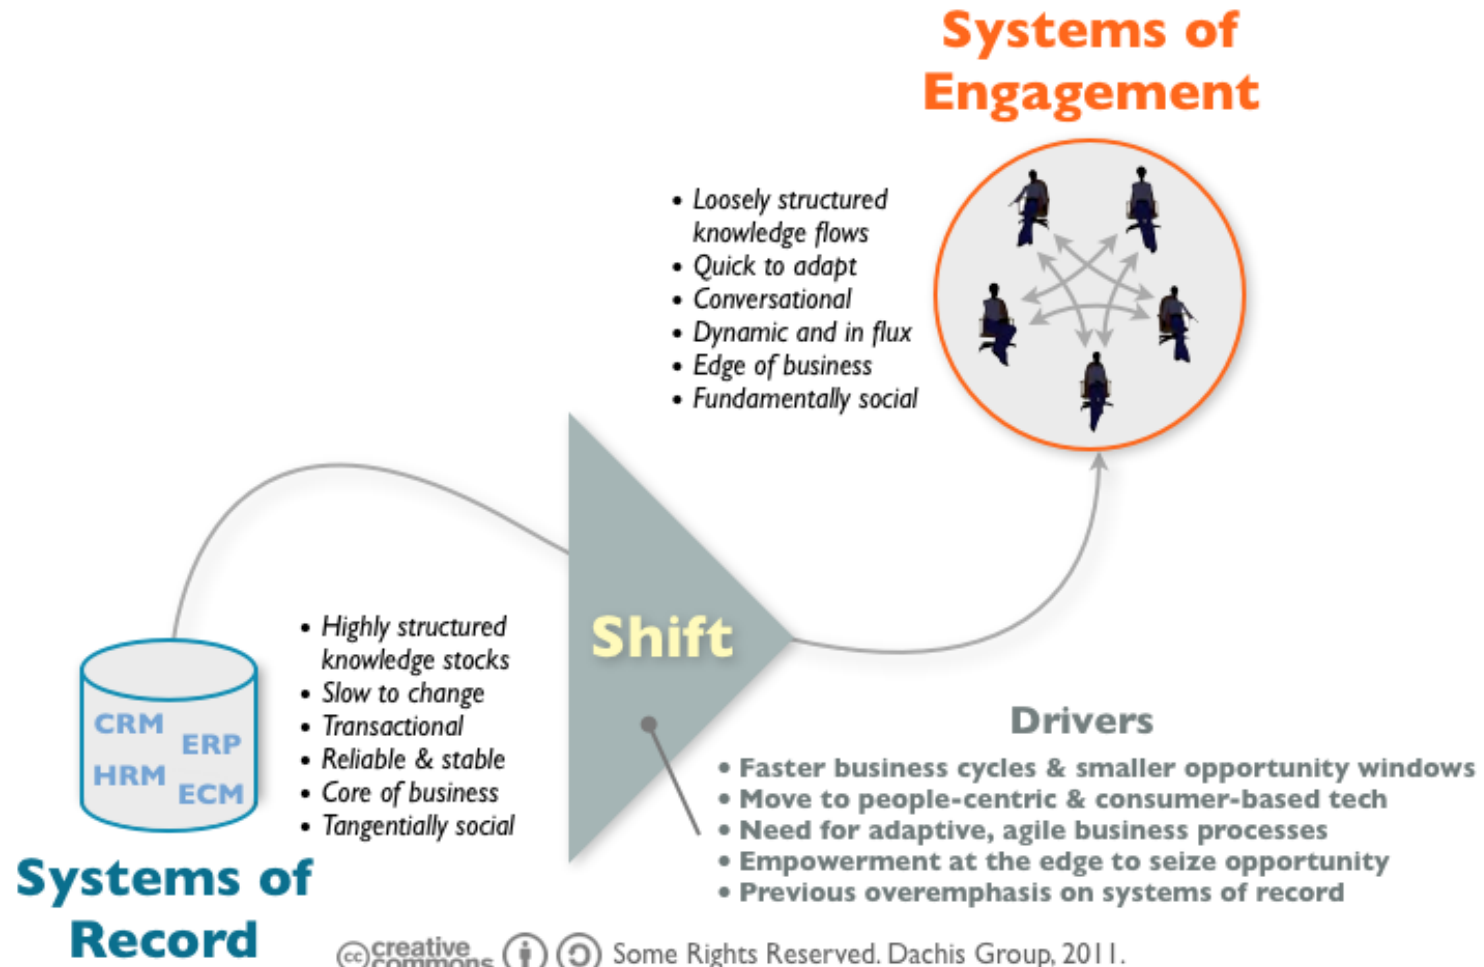 Systems of
Engagement
• Loosely structured
knowledge flows
• Quick to adapt
• Conversational
• Dynamic and in flux
• Edge of business
• Fundamentally social
Shift
• Highly structured
knowledge stocks
• Slow to change
• Transactional
• Reliable & stable
• Core of business
• Tangentially social
CRM
ERP
HRM
ECM
Systems of
Record
Drivers
• Faster business cycles & smaller opportunity windows
• Move to people-centric & consumer-based tech
• Need for adaptive, agile business processes
• Empowerment at the edge to seize opportunity
• Previous overemphasis on systems of record
cc creative
commons
Some Rights Reserved. Dachis Group, 2011.